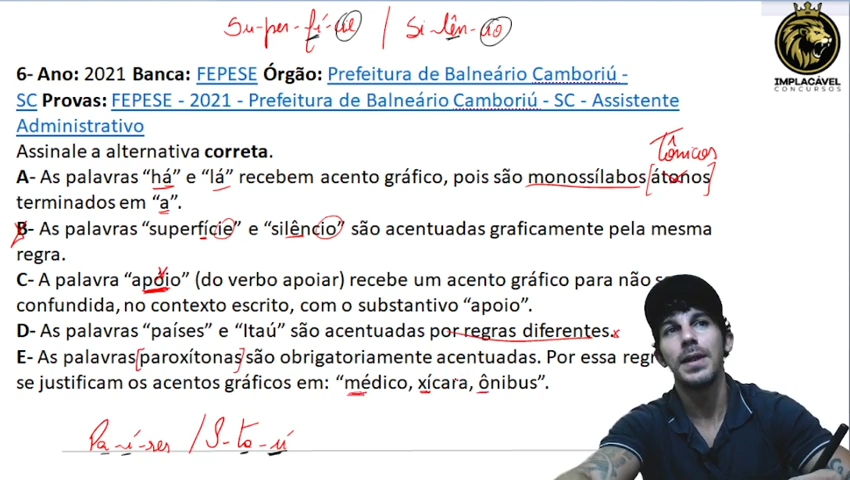 Su-per-fí-cie / Si-lên-cio
IMPLACÁVEL
CONCURSOS
6- Ano: 2021 Banca: FEPESE Órgão: Prefeitura de Balneário Camboriú -
SC Provas: FEPESE - 2021 - Prefeitura de Balneário Camboriú - SC - Assistente
Administrativo
Assinale a alternativa correta.
Tônicos
A- As palavras “há” e “lá” recebem acento gráfico, pois são monossílabos átonos
terminados em “a”.
B- As palavras “superfície” e “silêncio” são acentuadas graficamente pela mesma
regra.
C- A palavra “apóio” (do verbo apoiar) recebe um acento gráfico para não
confundida, no contexto escrito, com o substantivo “apoio”.
D- As palavras “países” e “Itaú” são acentuadas por regras diferentes.
E- As palavras paroxítonas são obrigatoriamente acentuadas. Por essa
se justificam os acentos gráficos em: “médico, xícara, ônibus”.
Pa-í-ses / I-ta-ú